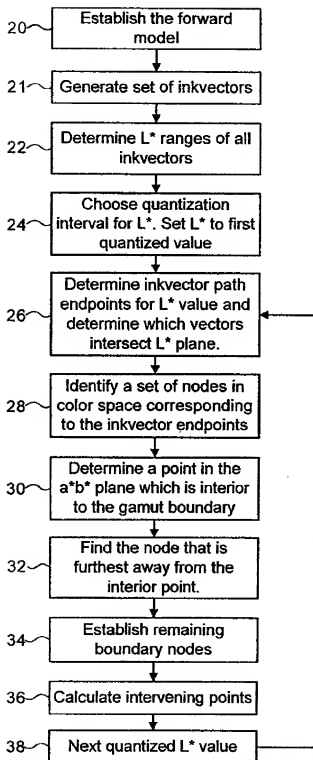 20
Establish the forward
model
21
Generate set of inkvectors
22
Determine L* ranges of all
inkvectors
24
Choose quantization
interval for L*. Set L* to first
quantized value
26
Determine inkvector path
endpoints for L* value and
determine which vectors
intersect L* plane.
28
Identify a set of nodes in
color space corresponding
to the inkvector endpoints
30
Determine a point in the
a*b* plane which is interior
to the gamut boundary
32
Find the node that is
furthest away from the
interior point.
34
Establish remaining
boundary nodes
36
Calculate intervening points
38
Next quantized L* value